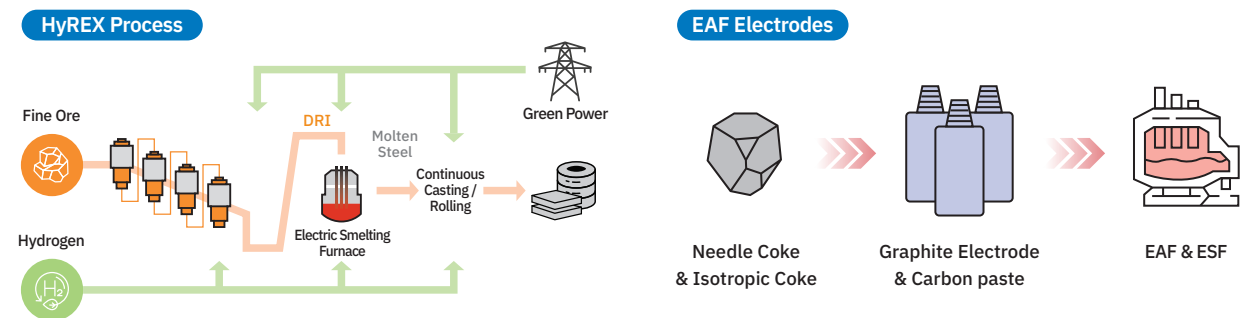 HyREX Process
Green Power
Fine Ore
DRI
Molten
Steel
Continuous
Casting /
Rolling
Electric Smelting
Furnace
Hydrogen
H2
EAF Electrodes
Needle Coke
& Isotropic Coke
Graphite Electrode
& Carbon paste
EAF & ESF